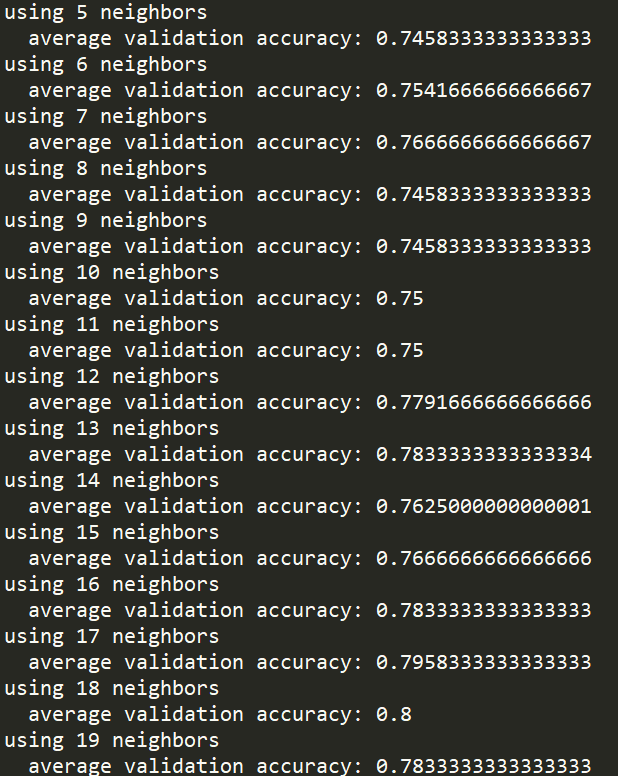 using 5 neighbors
  average validation accuracy: 0.7458333333333333
using 6 neighbors
  average validation accuracy: 0.7541666666666667
using 7 neighbors
  average validation accuracy: 0.7666666666666667
using 8 neighbors
  average validation accuracy: 0.7458333333333333
using 9 neighbors
  average validation accuracy: 0.7458333333333333
using 10 neighbors
  average validation accuracy: 0.75
using 11 neighbors
  average validation accuracy: 0.75
using 12 neighbors
  average validation accuracy: 0.7791666666666666
using 13 neighbors
  average validation accuracy: 0.7833333333333334
using 14 neighbors
  average validation accuracy: 0.7625000000000001
using 15 neighbors
  average validation accuracy: 0.7666666666666666
using 16 neighbors
  average validation accuracy: 0.7833333333333333
using 17 neighbors
  average validation accuracy: 0.7958333333333333
using 18 neighbors
  average validation accuracy: 0.8
using 19 neighbors
  average validation accuracy: 0.7833333333333333